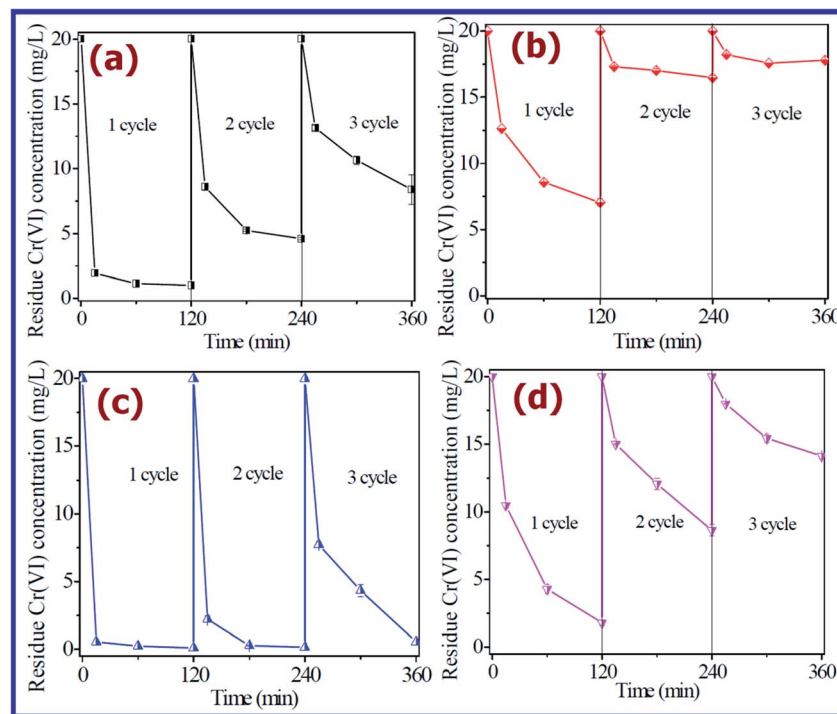 (a)
Residue Cr(VI) concentration (mg/L)
20
15
10
5
0
1 cycle
2 cycle
3 cycle
0 120 240 360
Time (min)
(b)
Residue Cr(VI) concentration (mg/L)
20
15
10
5
0
1 cycle
2 cycle
3 cycle
0 120 240 360
Time (min)
(c)
Residue Cr(VI) concentration (mg/L)
20
15
10
5
0
1 cycle
2 cycle
3 cycle
0 120 240 360
Time (min)
(d)
Residue Cr(VI) concentration (mg/L)
20
15
10
5
0
1 cycle
2 cycle
3 cycle
0 120 240 360
Time (min)